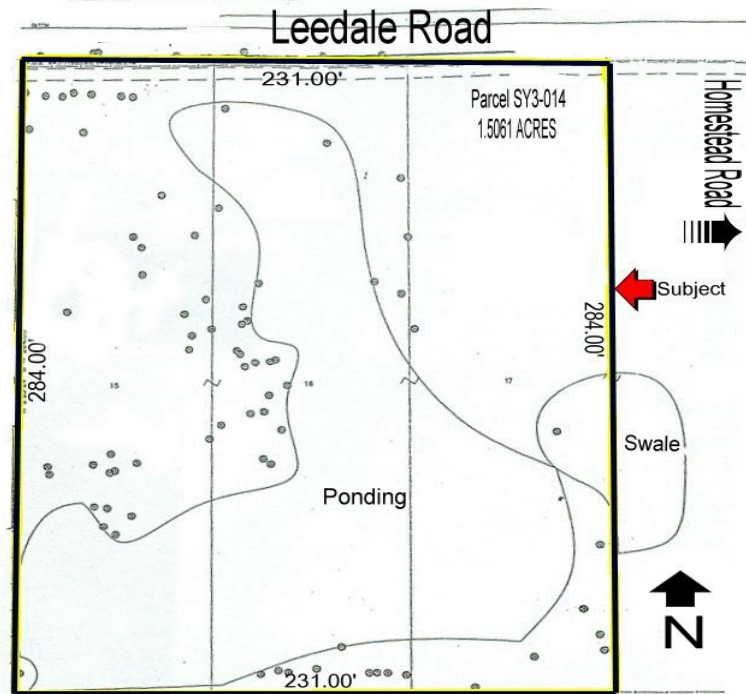 Leedale Road
231.00'
Parcel SY3-014
1.5061 ACRES
Homestead Road
Subject
284.00'
284.00'
15
16
17
Swale
Ponding
N
231.00'